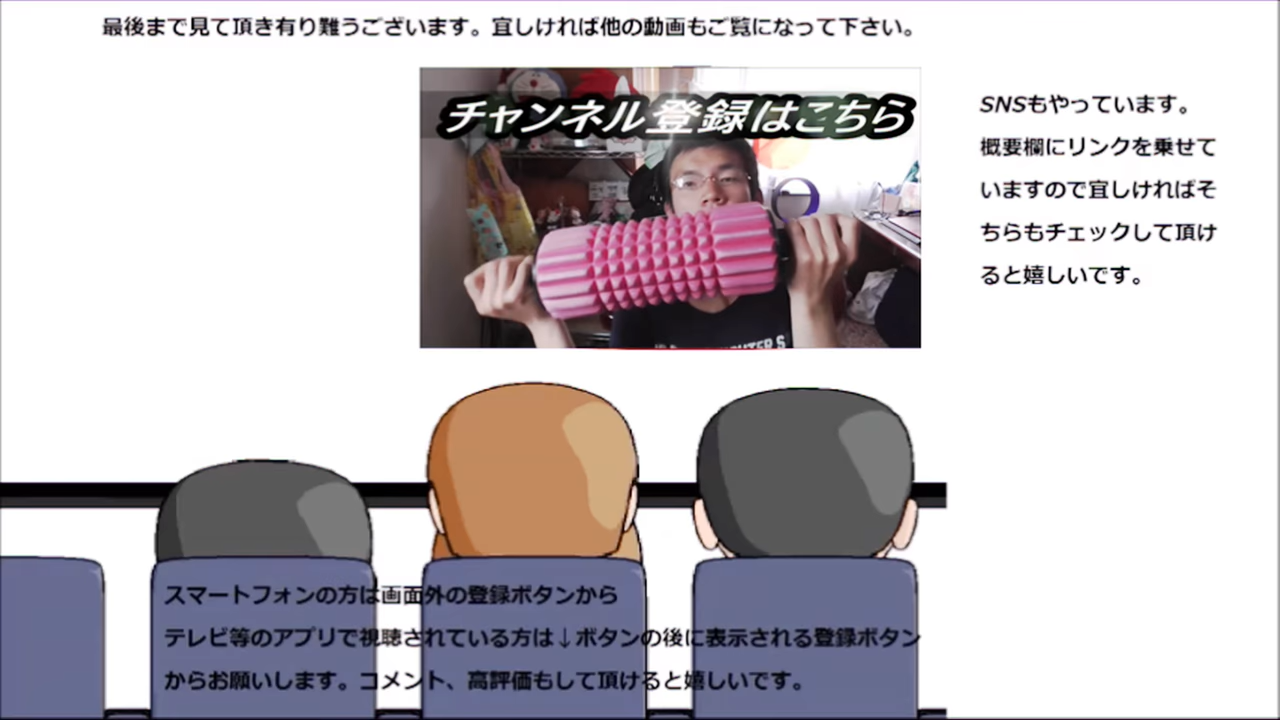 最後まで見て頂き有り難うございます。宜しければ他の動画もご覧になって下さい。
チャンネル登録はこちら
SNSもやっています。
概要欄にリンクを乗せて
いますので宜しければそ
ちらもチェックして頂け
ると嬉しいです。
スマートフォンの方は画面外の登録ボタンから
テレビ等のアプリで視聴されている方は↓ボタンの後に表示される登録ボタン
からお願いします。コメント、高評価もして頂けると嬉しいです。